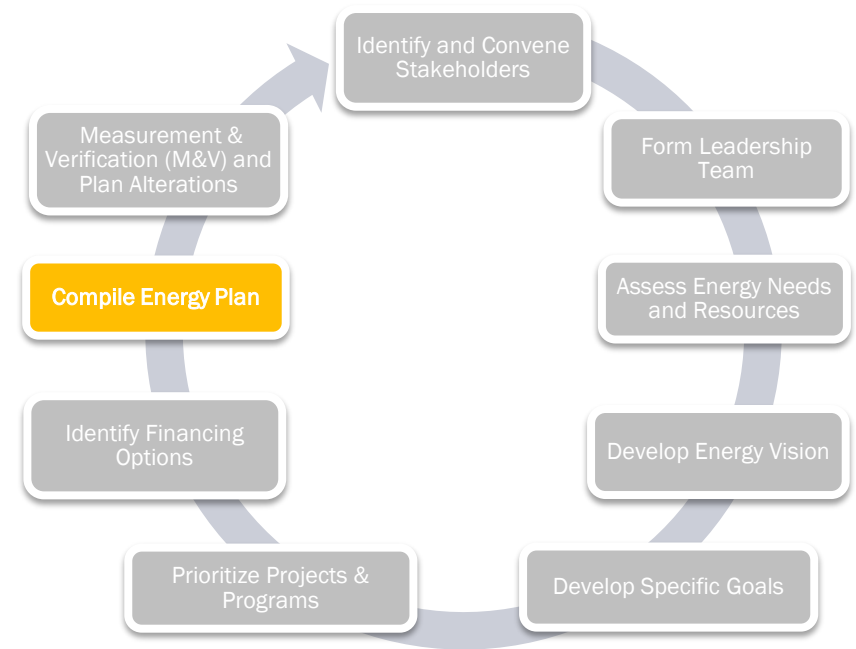 Identify and Convene
Stakeholders
Form Leadership
Team
Assess Energy Needs
and Resources
Develop Energy Vision
Develop Specific Goals
Prioritize Projects &
Programs
Identify Financing
Options
Compile Energy Plan
Measurement &
Verification (M&V) and
Plan Alterations